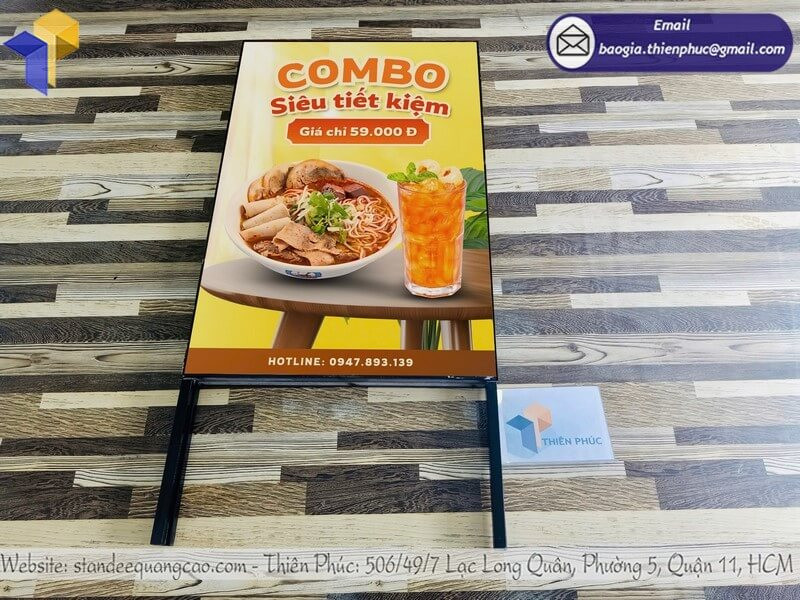 Email
baogia.thienphuc@gmail.com
COMBO
Siêu tiết kiệm
Giá chỉ 59.000 Đ
HOTLINE: 0947.893.139
THIÊN PHÚC
Website: standeequangcao.com - Thiên Phúc: 506/49/7 Lạc Long Quân, Phường 5, Quận 11, HCM